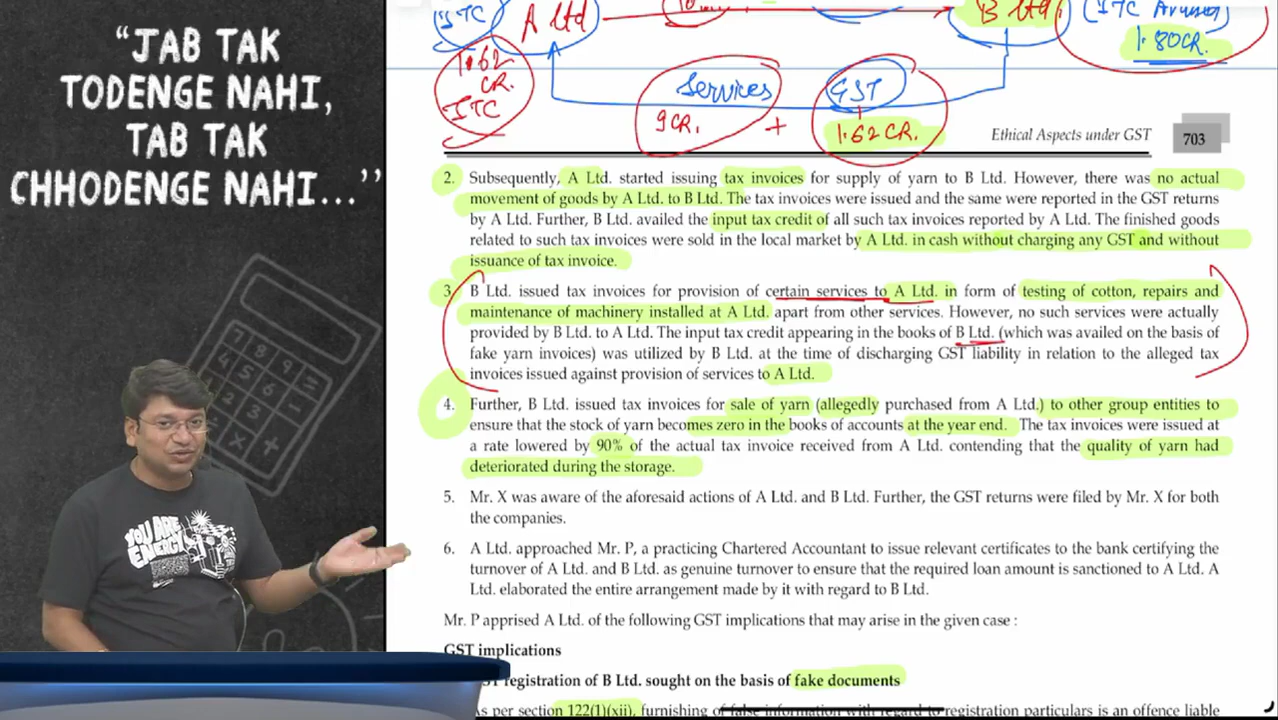 “JAB TAK
TODENGE NAHI,
TAB TAK
CHHODENGE NAHI...’’
YOU ARE
ENERGY
ITC
A Ltd
B Ltd.
(ITC Availed)
1.80CR.
1.62
CR.
ITC
Services
GST
9CR.
+
1.62CR.
Ethical Aspects under GST 703
2. Subsequently, A Ltd. started issuing tax invoices for supply of yarn to B Ltd. However, there was no actual
movement of goods by A Ltd. to B Ltd. The tax invoices were issued and the same were reported in the GST returns
by A Ltd. Further, B Ltd. availed the input tax credit of all such tax invoices reported by A Ltd. The finished goods
related to such tax invoices were sold in the local market by A Ltd. in cash without charging any GST and without
issuance of tax invoice.
3. B Ltd. issued tax invoices for provision of certain services to A Ltd. in form of testing of cotton, repairs and
maintenance of machinery installed at A Ltd. apart from other services. However, no such services were actually
provided by B Ltd. to A Ltd. The input tax credit appearing in the books of B Ltd. (which was availed on the basis of
fake yarn invoices) was utilized by B Ltd. at the time of discharging GST liability in relation to the alleged tax
invoices issued against provision of services to A Ltd.
4. Further, B Ltd. issued tax invoices for sale of yarn (allegedly purchased from A Ltd.) to other group entities to
ensure that the stock of yarn becomes zero in the books of accounts at the year end. The tax invoices were issued at
a rate lowered by 90% of the actual tax invoice received from A Ltd. contending that the quality of yarn had
deteriorated during the storage.
5. Mr. X was aware of the aforesaid actions of A Ltd. and B Ltd. Further, the GST returns were filed by Mr. X for both
the companies.
6. A Ltd. approached Mr. P, a practicing Chartered Accountant to issue relevant certificates to the bank certifying the
turnover of A Ltd. and B Ltd. as genuine turnover to ensure that the required loan amount is sanctioned to A Ltd. A
Ltd. elaborated the entire arrangement made by it with regard to B Ltd.
Mr. P apprised A Ltd. of the following GST implications that may arise in the given case :
GST implications
registration of B Ltd. sought on the basis of fake documents
As per section 122(1)(xii), furnishing of false information with regard to registration particulars is an offence liable